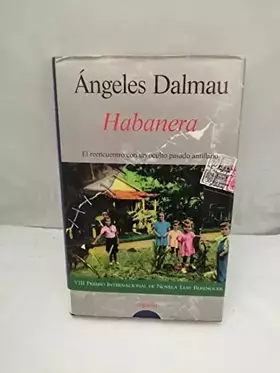 Ángeles Dalmau
Habanera
El reencuentro con un oculto pasado antillano
VIII Premio Internacional de Novela Luis Berenguer